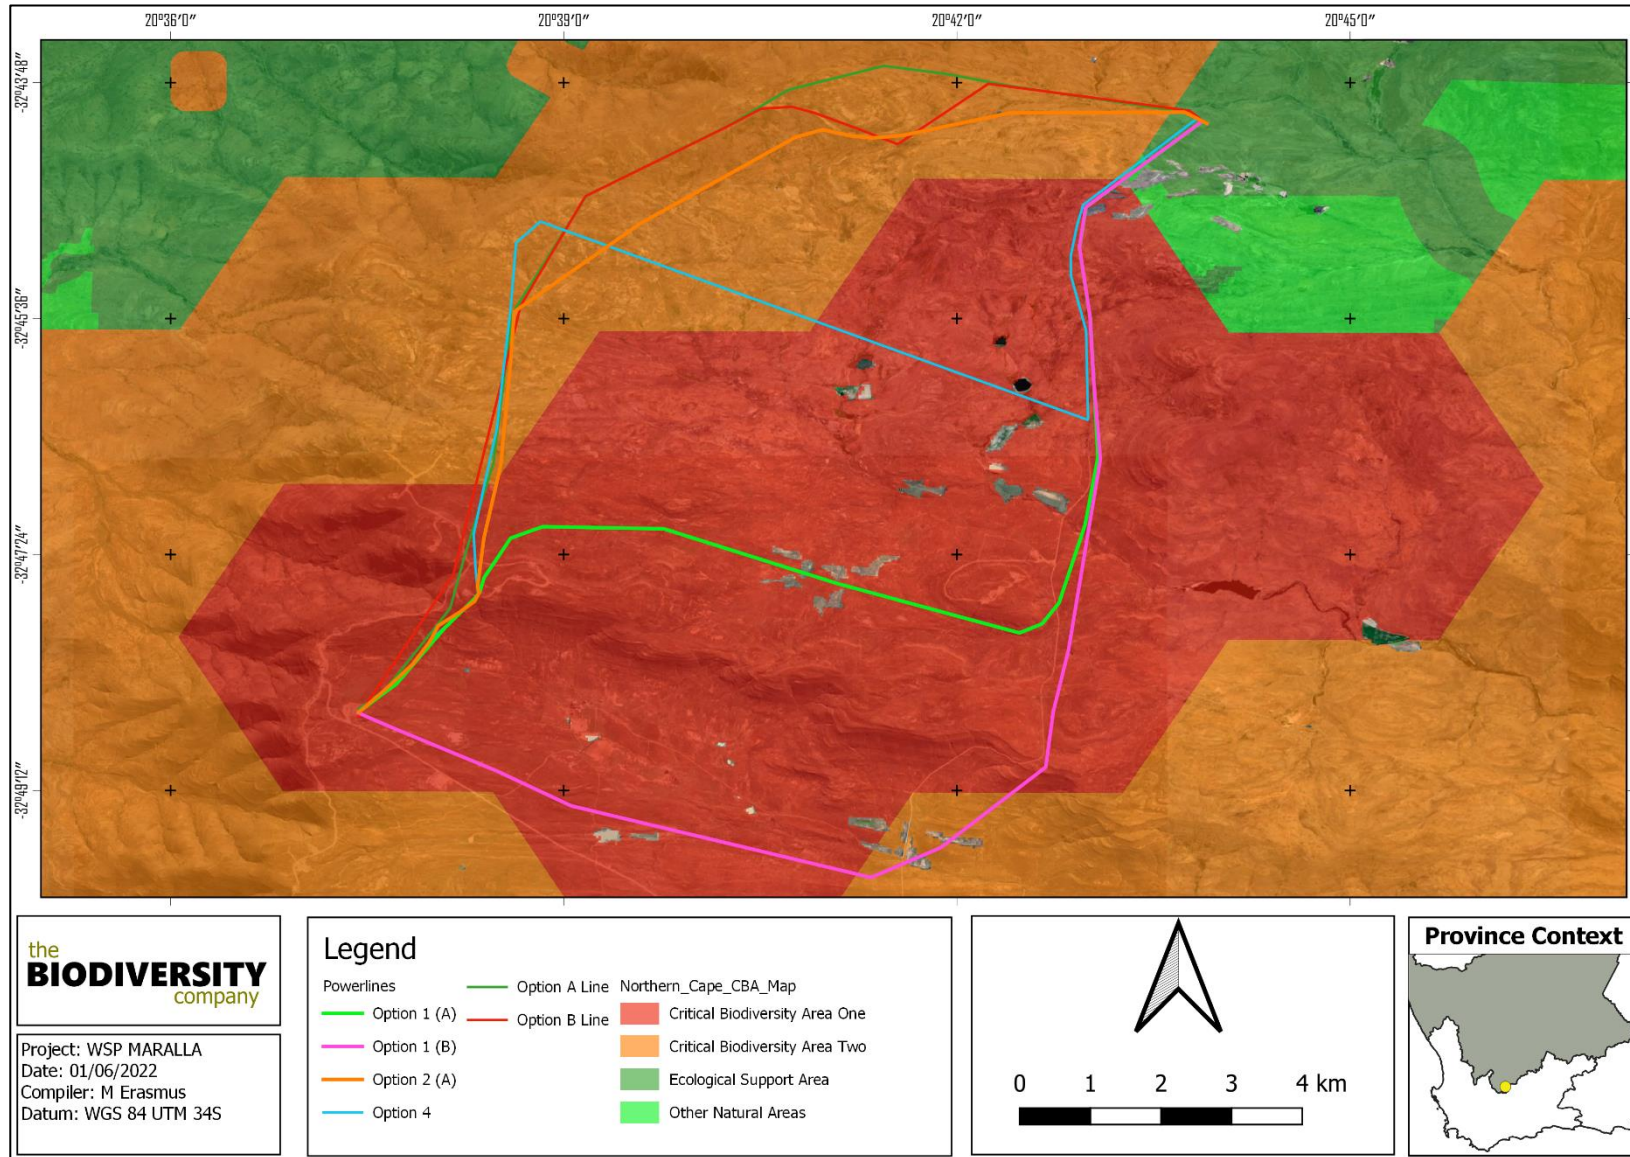 20°36'0"
20°39'0"
20°42'0"
20°45'0"
-32°43'48"
-32°45'36"
-32°47'24"
-32°49'12"
the
BIODIVERSITY
company
Project: WSP MARALLA
Date: 01/06/2022
Compiler: M Erasmus
Datum: WGS 84 UTM 34S
Legend
Powerlines
Option 1 (A)
Option 1 (B)
Option 2 (A)
Option 4
Option A Line
Option B Line
Northern_Cape_CBA_Map
Critical Biodiversity Area One
Critical Biodiversity Area Two
Ecological Support Area
Other Natural Areas
0 1 2 3 4 km
Province Context